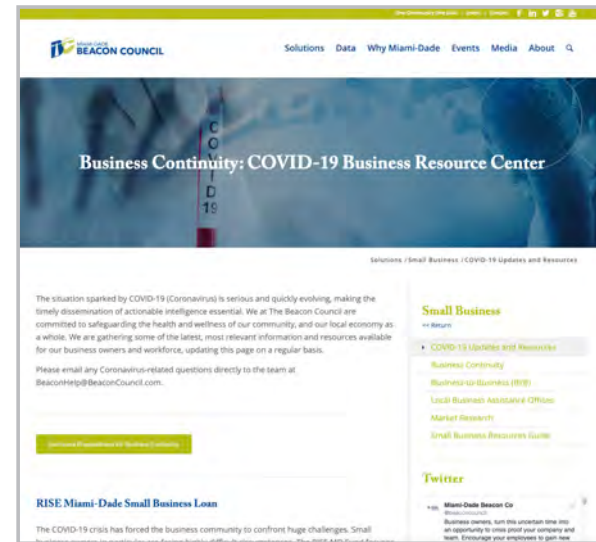 MIAMI-DADE
BEACON COUNCIL
Solutions Data Why Miami-Dade Events Media About
COVID
19
Business Continuity: COVID-19 Business Resource Center
Solutions / Small Business / COVID-19 Updates and Resources
The situation sparked by COVID-19 (Coronavirus) is serious and quickly evolving, making the
timely dissemination of actionable intelligence essential. We at The Beacon Council are
committed to safeguarding the health and wellness of our community, and our local economy as
a whole. We are gathering some of the latest, most relevant information and resources available
for our business owners and workforce, updating this page on a regular basis.
Please email any Coronavirus-related questions directly to the team at
BeaconHelp@BeaconCouncil.com.
RISE Miami-Dade Small Business Loan
The COVID-19 crisis has forced the business community to confront huge challenges. Small
Small Business
<< Return
COVID-19 Updates and Resources
Business Continuity
Business-to-Business (B2B)
Local Business Assistance Offices
Market Research
Small Business Resources Guide
Twitter
Miami-Dade Beacon Co
@beaconcouncil
Business owners, turn this uncertain time into
an opportunity to crisis proof your company and
team. Encourage your employees to gain new